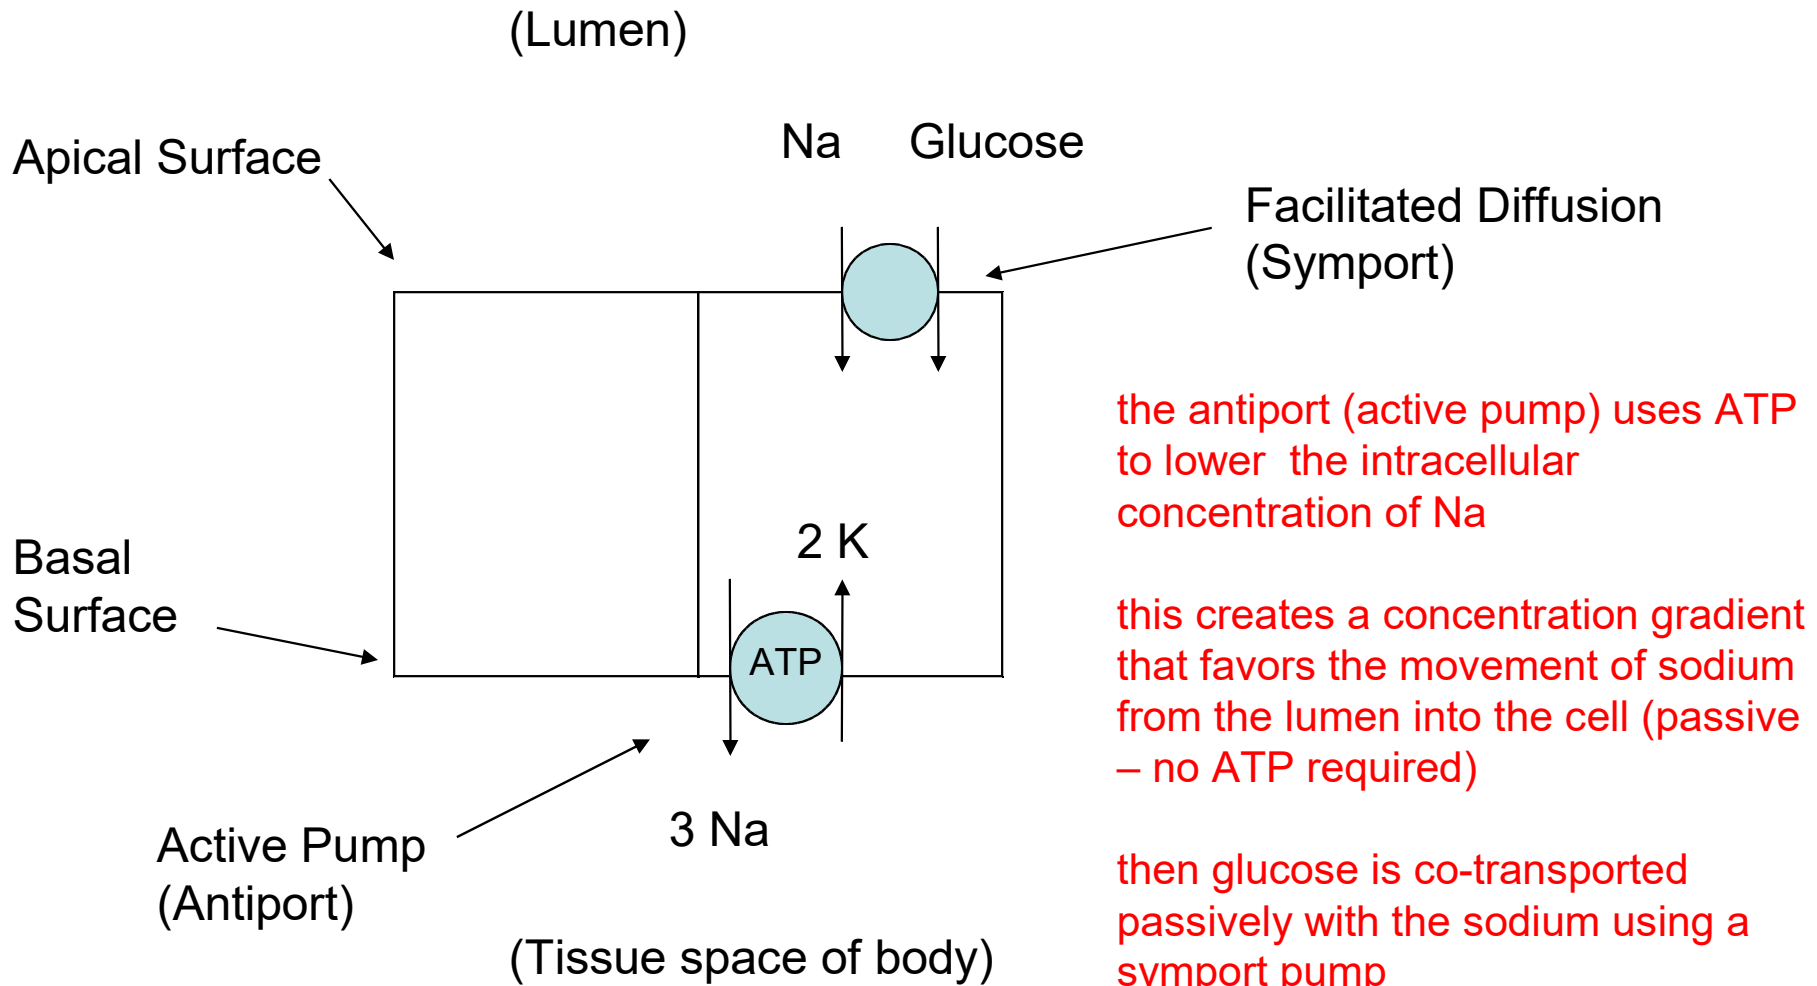 (Lumen)
Na Glucose
Apical Surface
Facilitated Diffusion
(Symport)
the antiport (active pump) uses ATP
to lower  the intracellular
concentration of Na
2 K
Basal
Surface
this creates a concentration gradient
that favors the movement of sodium
from the lumen into the cell (passive
– no ATP required)
ATP
3 Na
Active Pump
(Antiport)
then glucose is co-transported
passively with the sodium using a
symport pump
(Tissue space of body)